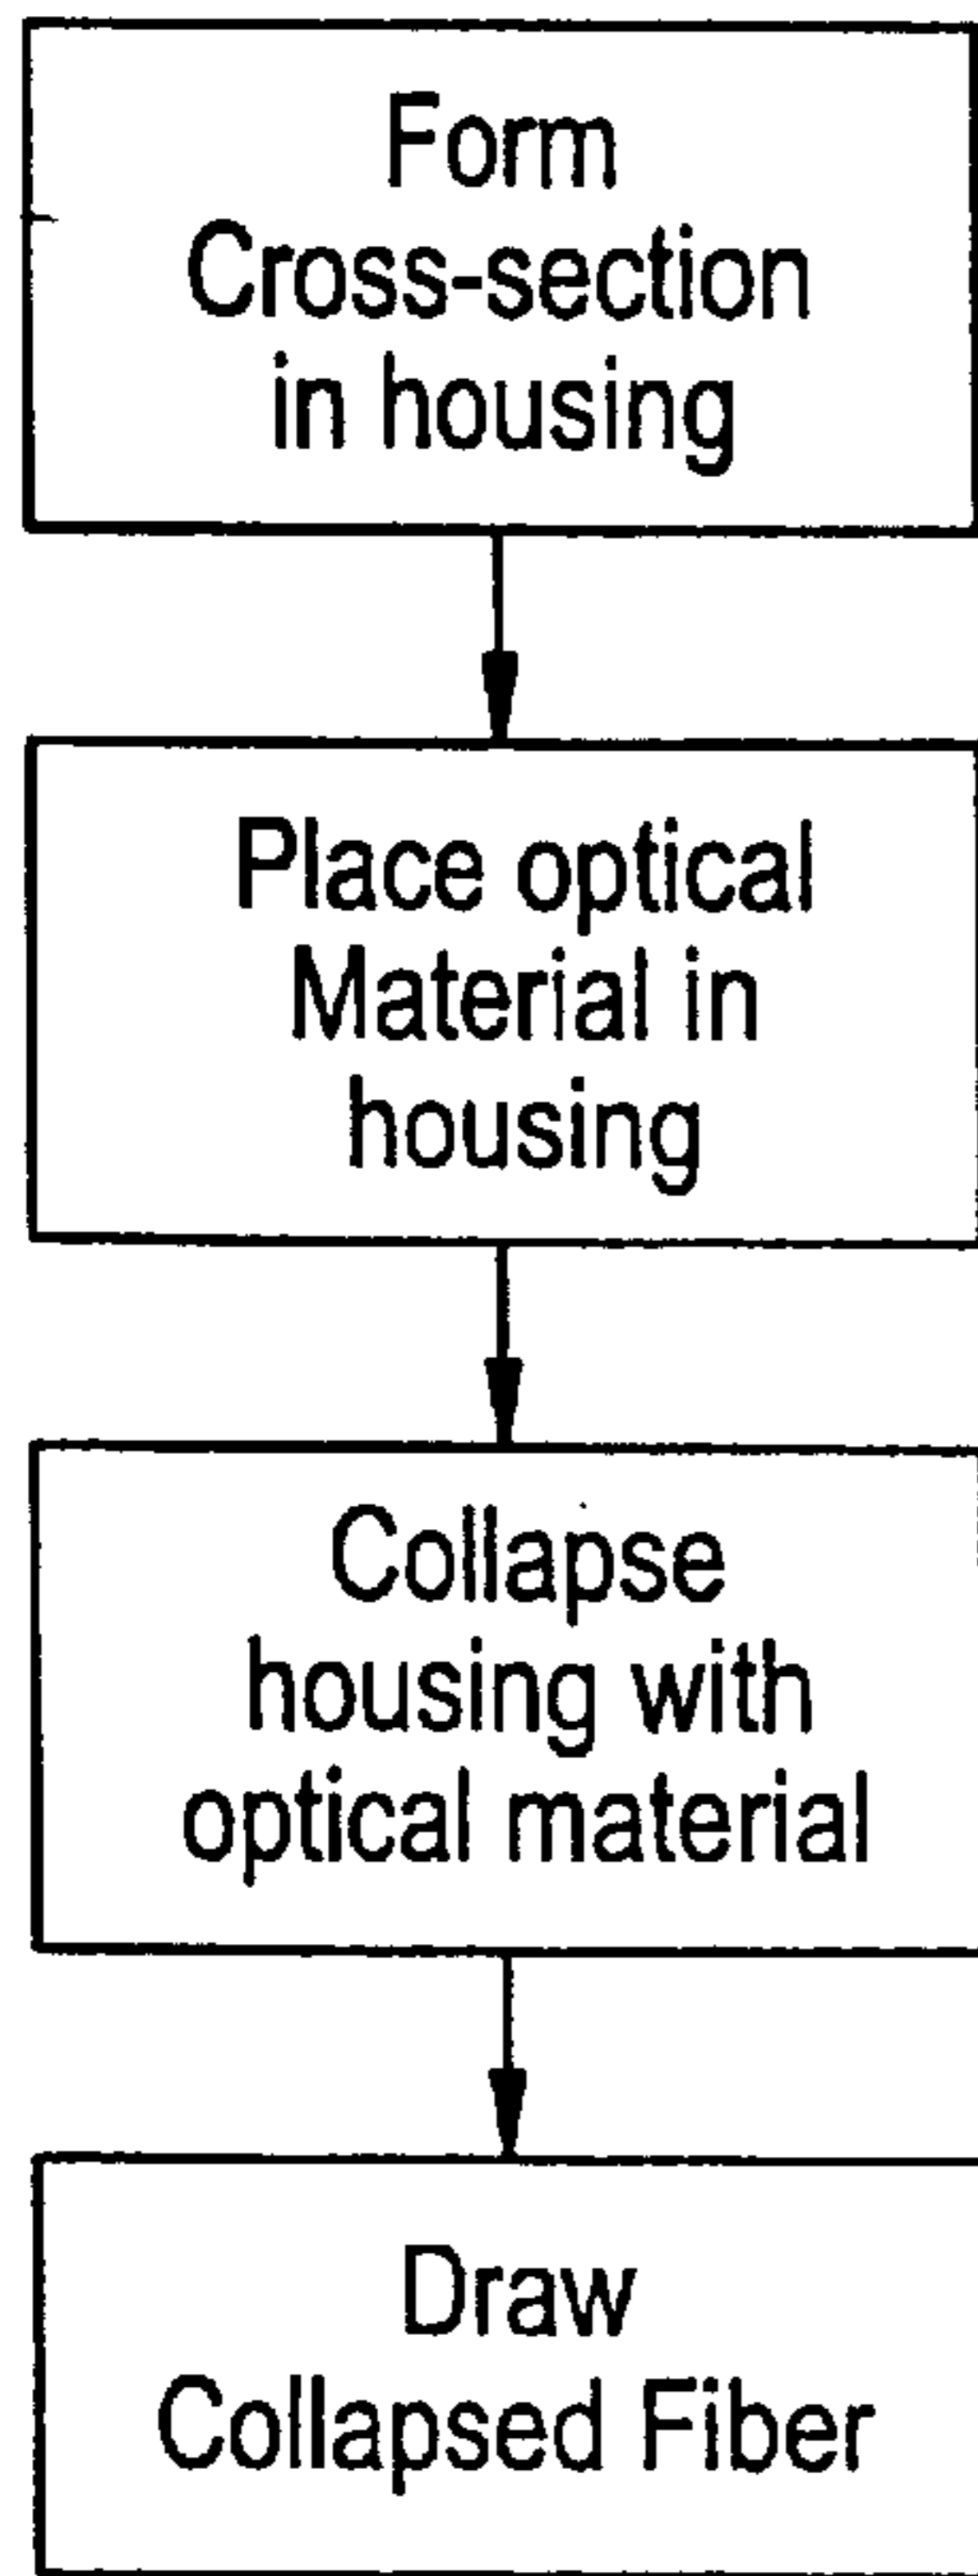 Form
Cross-section
in housing
Place optical
Material in
housing
Collapse
housing with
optical material
Draw
Collapsed Fiber